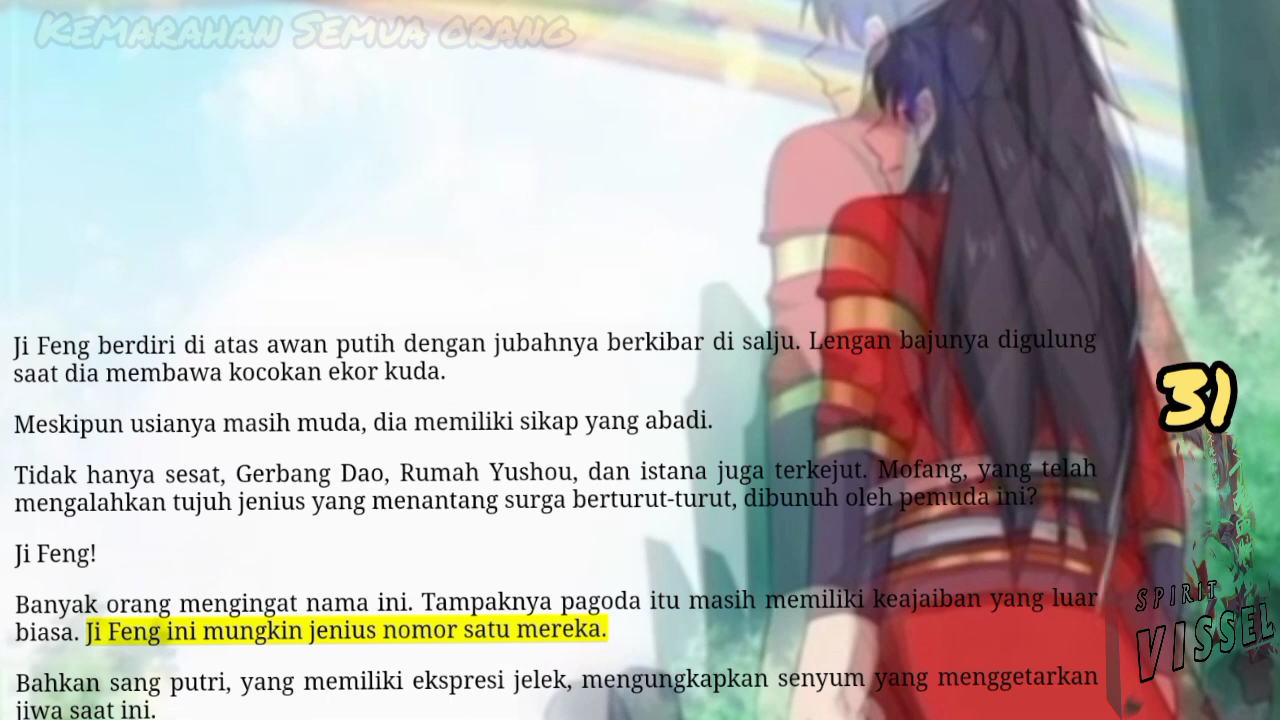 Kemarahan Semua orang
Ji Feng berdiri di atas awan putih dengan jubahnya berkibar di salju. Lengan bajunya digulung
saat dia membawa kocokan ekor kuda.
Meskipun usianya masih muda, dia memiliki sikap yang abadi.
Tidak hanya sesat, Gerbang Dao, Rumah Yushou, dan istana juga terkejut. Mofang, yang telah
mengalahkan tujuh jenius yang menantang surga berturut-turut, dibunuh oleh pemuda ini?
Ji Feng!
Banyak orang mengingat nama ini. Tampaknya pagoda itu masih memiliki keajaiban yang luar
biasa. Ji Feng ini mungkin jenius nomor satu mereka.
Bahkan sang putri, yang memiliki ekspresi jelek, mengungkapkan senyum yang menggetarkan
jiwa saat ini.
31
SPIRIT
VISSEL